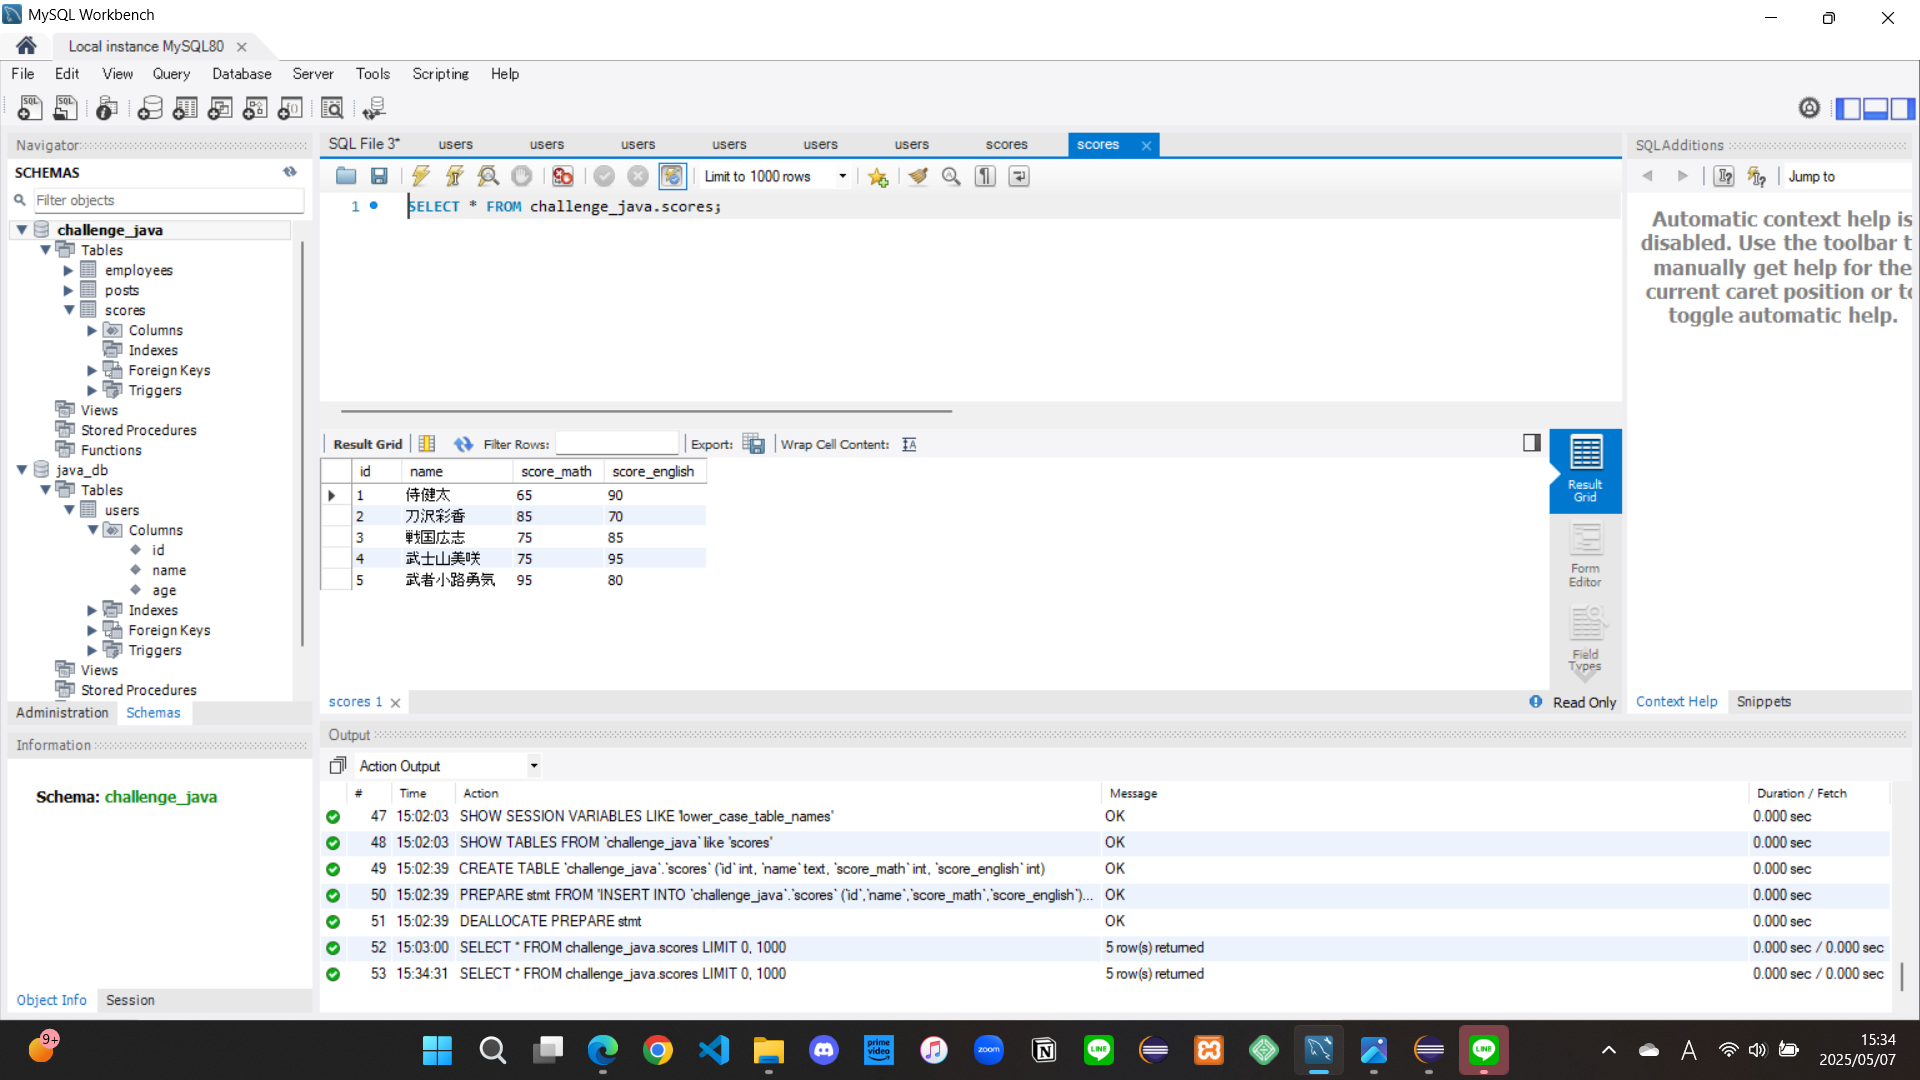 MySQL Workbench
Local instance MySQL80
File Edit View Query Database Server Tools Scripting Help
Navigator
SCHEMAS
Filter objects
challenge_java
Tables
employees
posts
scores
Columns
Indexes
Foreign Keys
Triggers
Views
Stored Procedures
Functions
java_db
Tables
users
Columns
id
name
age
Indexes
Foreign Keys
Triggers
Views
Stored Procedures
Administration Schemas
Information
Schema: challenge_java
Object Info Session
SQL File 3* users users users users users users scores scores
Limit to 1000 rows
1 SELECT * FROM challenge_java.scores;
Result Grid Filter Rows: Export: Wrap Cell Content:
id name score_math score_english
1 侍健太 65 90
2 刀沢彩香 85 70
3 戦国広志 75 85
4 武士山美咲 75 95
5 武者小路勇気 95 80
Result Grid
Form Editor
Field Types
scores 1
Read Only
SQLAdditions
Jump to
Automatic context help is
disabled. Use the toolbar t
manually get help for the
current caret position or to
toggle automatic help.
Context Help Snippets
Output
Action Output
# Time Action Message Duration / Fetch
47 15:02:03 SHOW SESSION VARIABLES LIKE 'lower_case_table_names' OK 0.000 sec
48 15:02:03 SHOW TABLES FROM `challenge_java` like 'scores' OK 0.000 sec
49 15:02:39 CREATE TABLE `challenge_java`.`scores` (`id` int, `name` text, `score_math` int, `score_english` int) OK 0.000 sec
50 15:02:39 PREPARE stmt FROM 'INSERT INTO `challenge_java`.`scores` (`id`,`name`,`score_math`,`score_english`)... OK 0.000 sec
51 15:02:39 DEALLOCATE PREPARE stmt OK 0.000 sec
52 15:03:00 SELECT * FROM challenge_java.scores LIMIT 0, 1000 5 row(s) returned 0.000 sec / 0.000 sec
53 15:34:31 SELECT * FROM challenge_java.scores LIMIT 0, 1000 5 row(s) returned 0.000 sec / 0.000 sec
9+
prime video
zoom
LINE
LINE
A
15:34
2025/05/07